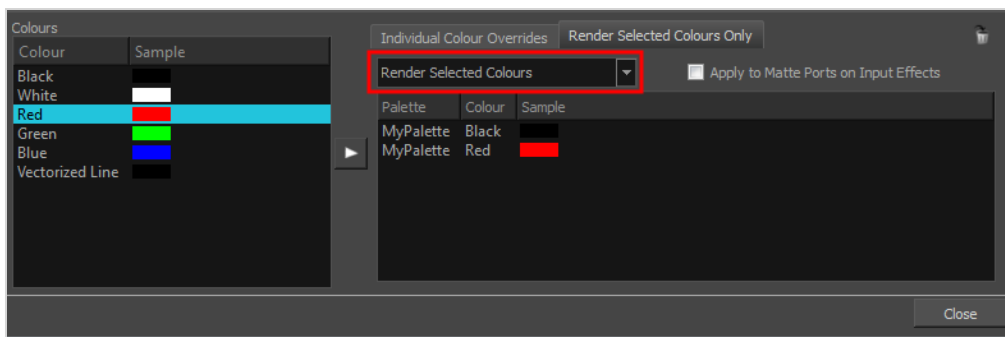 Colours
Individual Colour Overrides
Render Selected Colours Only
Colour Sample
Render Selected Colours
Apply to Matte Ports on Input Effects
Black
White
Red
Green
Blue
Vectorized Line
Palette Colour Sample
MyPalette Black
MyPalette Red
Close